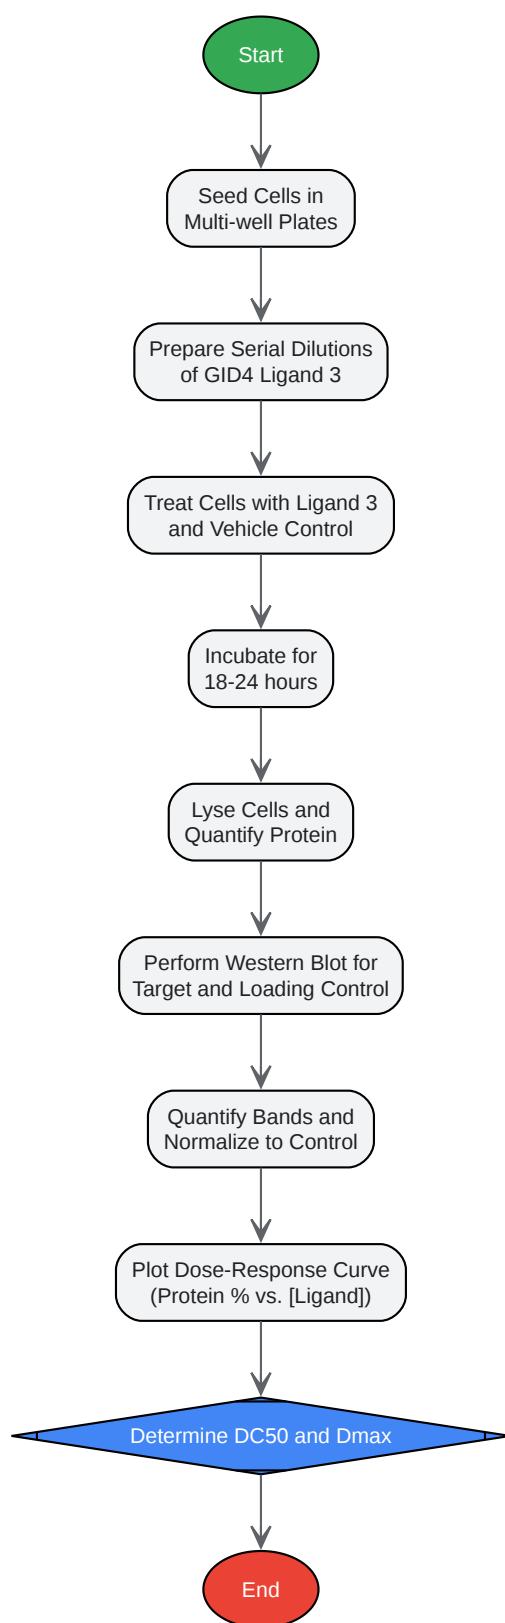 Start
Seed Cells in
Multi-well Plates
Prepare Serial Dilutions
of GID4 Ligand 3
Treat Cells with Ligand 3
and Vehicle Control
Incubate for
18-24 hours
Lyse Cells and
Quantify Protein
Perform Western Blot for
Target and Loading Control
Quantify Bands and
Normalize to Control
Plot Dose-Response Curve
(Protein % vs. [Ligand])
Determine DC50 and Dmax
End